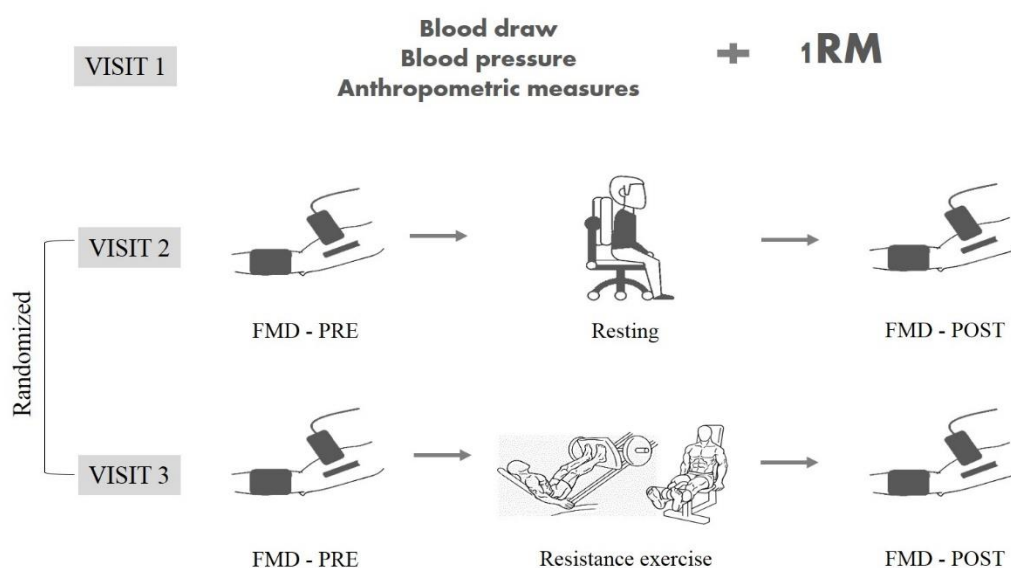 Blood draw
Blood pressure
Anthropometric measures
+ 1RM
VISIT 1
VISIT 2
FMD - PRE
Resting
FMD - POST
Randomized
VISIT 3
FMD - PRE
Resistance exercise
FMD - POST